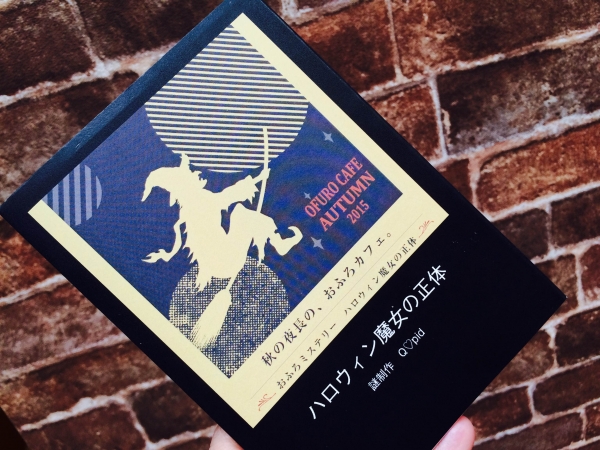 OFURO CAFE
AUTUMN
2015
秋の夜長の、おふろカフェ。
おふろミステリー ハロウィン魔女の正体
ハロウィン魔女の正体
謎制作 Q♡pid